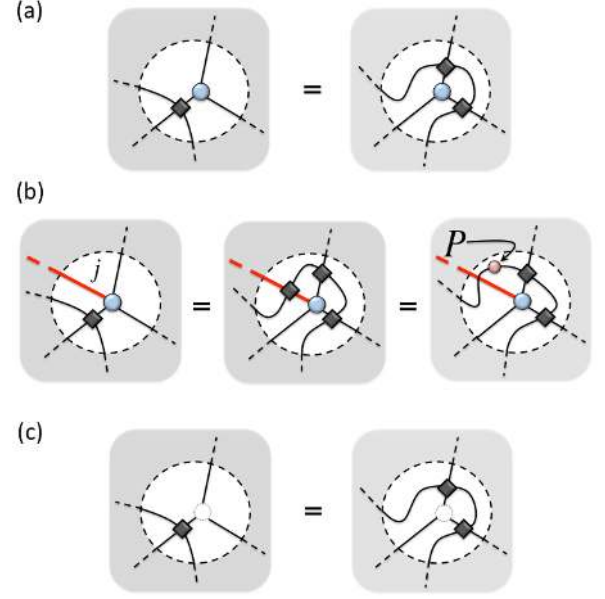 (a)
=
(b)
j
=
=
P
(c)
=